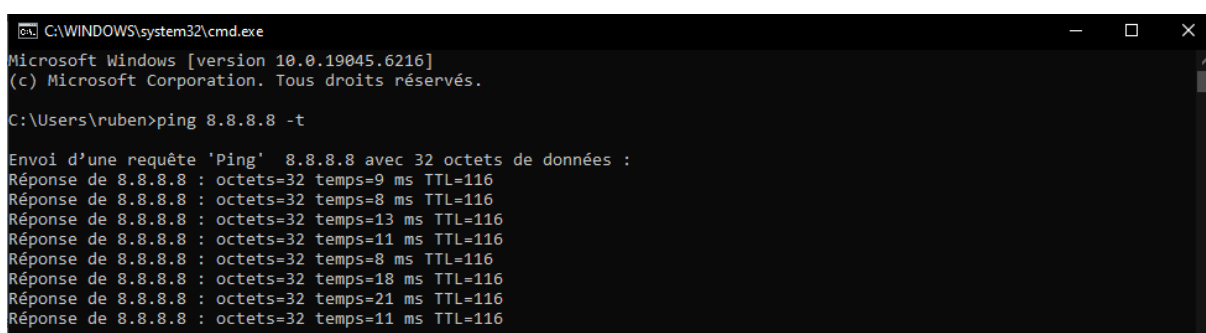 C:\WINDOWS\system32\cmd.exe
Microsoft Windows [version 10.0.19045.6216]
(c) Microsoft Corporation. Tous droits réservés.
C:\Users\ruben>ping 8.8.8.8 -t
Envoi d’une requête 'Ping'  8.8.8.8 avec 32 octets de données :
Réponse de 8.8.8.8 : octets=32 temps=9 ms TTL=116
Réponse de 8.8.8.8 : octets=32 temps=8 ms TTL=116
Réponse de 8.8.8.8 : octets=32 temps=13 ms TTL=116
Réponse de 8.8.8.8 : octets=32 temps=11 ms TTL=116
Réponse de 8.8.8.8 : octets=32 temps=8 ms TTL=116
Réponse de 8.8.8.8 : octets=32 temps=18 ms TTL=116
Réponse de 8.8.8.8 : octets=32 temps=21 ms TTL=116
Réponse de 8.8.8.8 : octets=32 temps=11 ms TTL=116